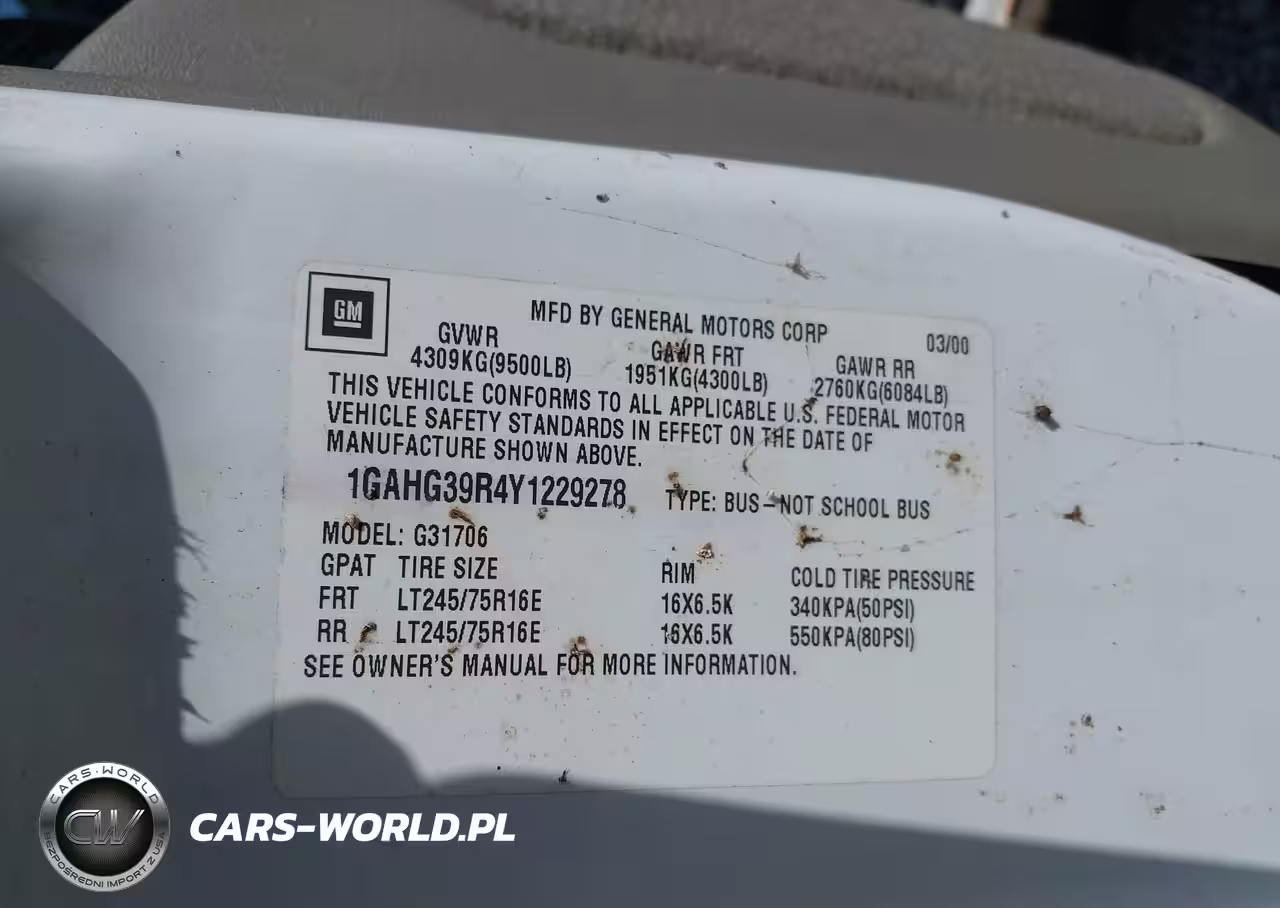 GM
MFD BY GENERAL MOTORS CORP 03/00
GVWR GAWR FRT GAWR RR
4309KG(9500LB) 1951KG(4300LB) 2760KG(6084LB)
THIS VEHICLE CONFORMS TO ALL APPLICABLE U.S. FEDERAL MOTOR
VEHICLE SAFETY STANDARDS IN EFFECT ON THE DATE OF
MANUFACTURE SHOWN ABOVE.
1GAHG39R4Y1229278 TYPE: BUS-NOT SCHOOL BUS
MODEL: G31706
GPAT TIRE SIZE RIM COLD TIRE PRESSURE
FRT LT245/75R16E 16X6.5K 340KPA(50PSI)
RR LT245/75R16E 16X6.5K 550KPA(80PSI)
SEE OWNER'S MANUAL FOR MORE INFORMATION.
CARS-WORLD
CW
BEZPOŚREDNI IMPORT Z USA
CARS-WORLD.PL